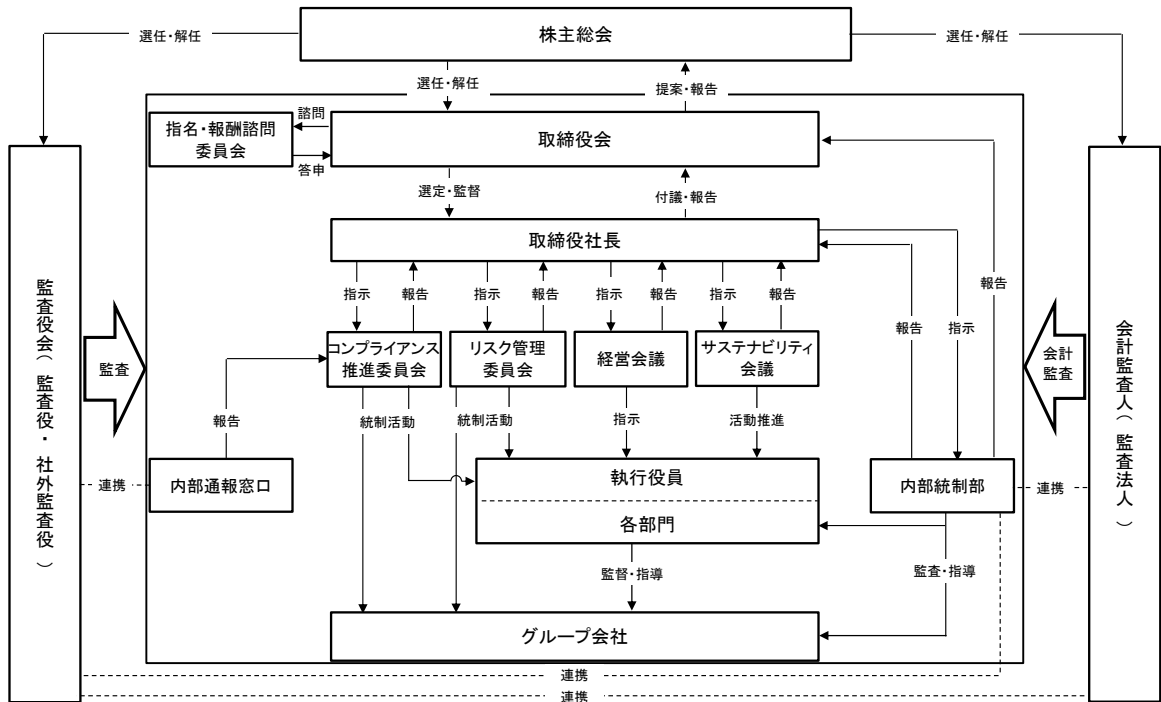 株主総会
選任・解任
選任・解任
選任・解任
提案・報告
指名・報酬諮問
委員会
諮問
答申
取締役会
選定・監督
付議・報告
取締役社長
指示
報告
指示
報告
指示
報告
指示
報告
報告
指示
報告
コンプライアンス
推進委員会
リスク管理
委員会
経営会議
サステナビリティ
会議
監査役会（監査役・社外監査役）
監査
会計
監査
会計監査人（監査法人）
報告
統制活動
統制活動
指示
活動推進
連携
内部通報窓口
執行役員
各部門
内部統制部
連携
監督・指導
監査・指導
グループ会社
連携
連携